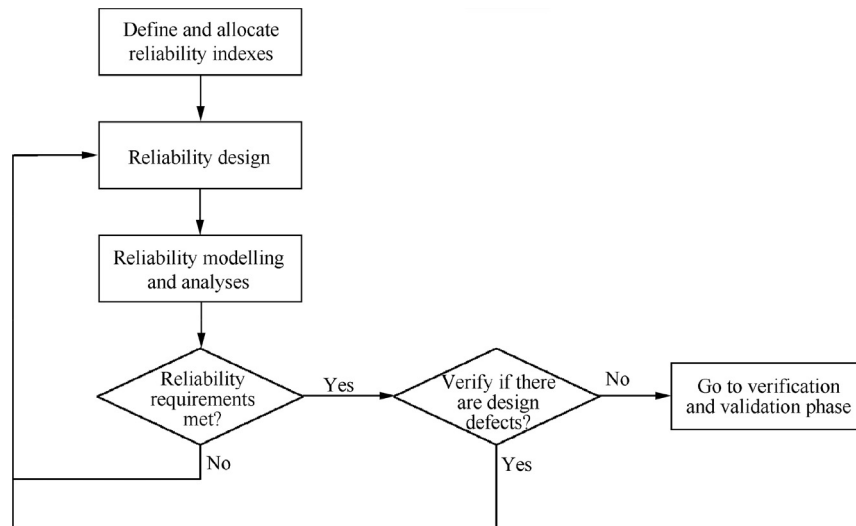 Define and allocate
reliability indexes
Reliability design
Reliability modelling
and analyses
Reliability
requirements
met?
Yes
Verify if there
are design
defects?
No
Go to verification
and validation phase
No
Yes